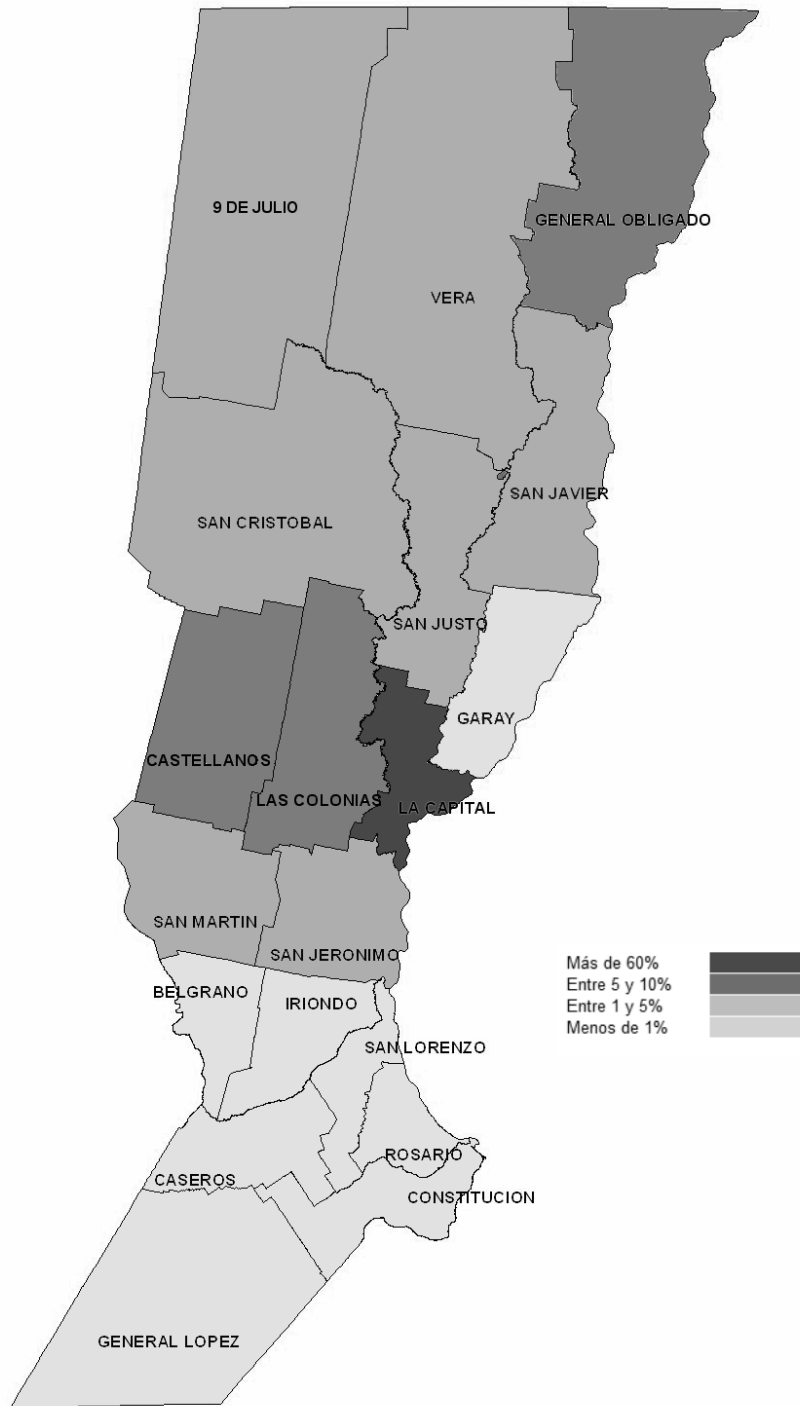 9 DE JULIO
GENERAL OBLIGADO
VERA
SAN JAVIER
SAN CRISTOBAL
SAN JUSTO
GARAY
CASTELLANOS
LAS COLONIAS
LA CAPITAL
SAN MARTIN
SAN JERONIMO
BELGRANO
IRIONDO
SAN LORENZO
ROSARIO
CASEROS
CONSTITUCION
GENERAL LOPEZ
Más de 60%
Entre 5 y 10%
Entre 1 y 5%
Menos de 1%